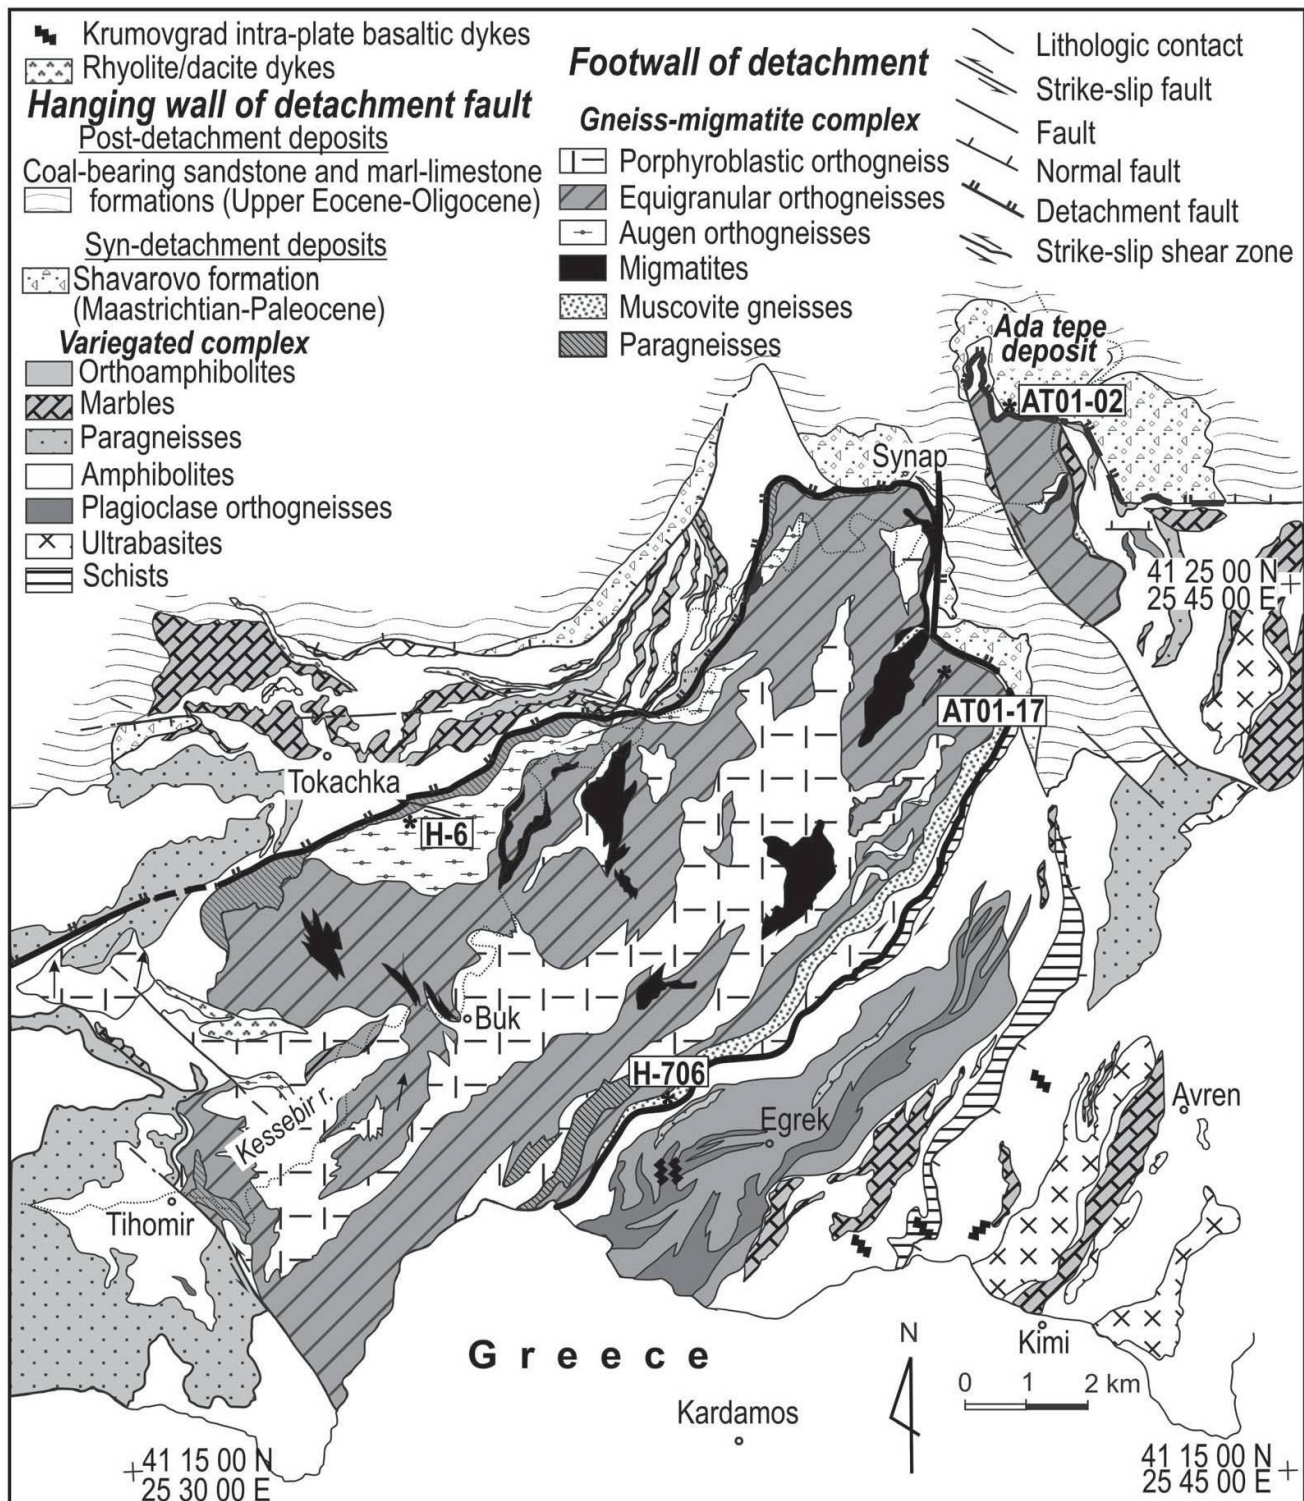 Krumovgrad intra-plate basaltic dykes
Rhyolite/dacite dykes
Hanging wall of detachment fault
Post-detachment deposits
Coal-bearing sandstone and marl-limestone
formations (Upper Eocene-Oligocene)
Syn-detachment deposits
Shavarovo formation
(Maastrichtian-Paleocene)
Variegated complex
Orthoamphibolites
Marbles
Paragneisses
Amphibolites
Plagioclase orthogneisses
Ultrabasites
Schists
Footwall of detachment
Gneiss-migmatite complex
Porphyroblastic orthogneiss
Equigranular orthogneisses
Augen orthogneisses
Migmatites
Muscovite gneisses
Paragneisses
Lithologic contact
Strike-slip fault
Fault
Normal fault
Detachment fault
Strike-slip shear zone
Ada tepe
deposit
AT01-02
Synap
41 25 00 N
25 45 00 E
AT01-17
Tokachka
H-6
Buk
H-706
Kessebir r.
Egrek
Avren
Tihomir
Greece
N
Kimi
0 1 2 km
Kardamos
41 15 00 N
25 30 00 E
41 15 00 N
25 45 00 E